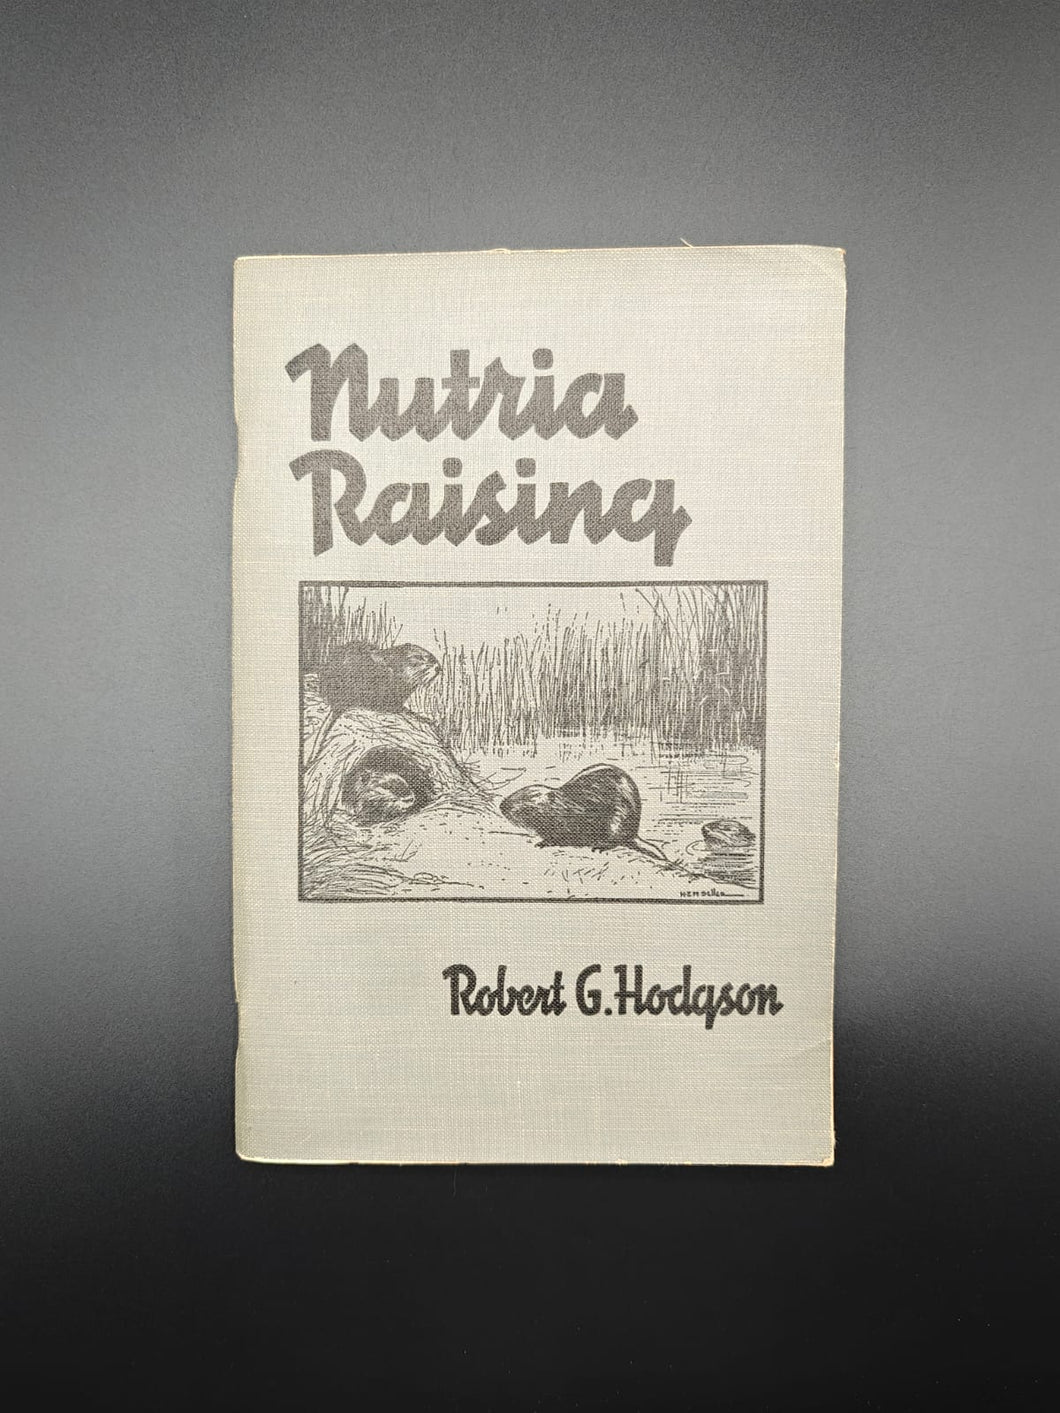 Nutria
Raising
Robert G. Hodgson